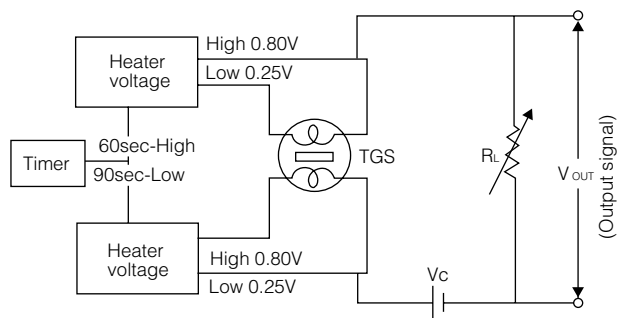 High 0.80V
Heater
voltage
Low 0.25V
60sec-High
TGS
Timer
90sec-Low
RL
VOUT
(Output signal)
Heater
voltage
High 0.80V
Low 0.25V
Vc